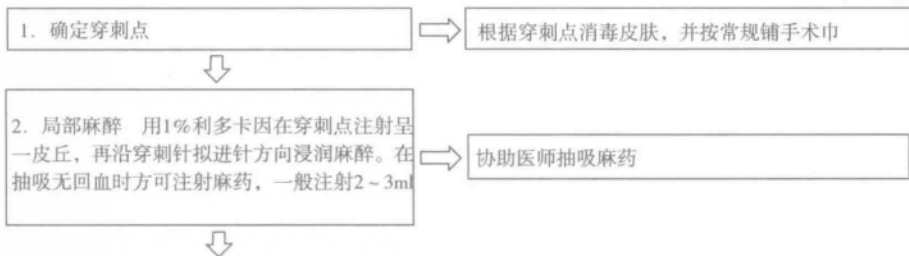 1. 确定穿刺点
根据穿刺点消毒皮肤，并按常规铺手术巾
2. 局部麻醉　用1%利多卡因在穿刺点注射呈
一皮丘，再沿穿刺针拟进针方向浸润麻醉。在
抽吸无回血时方可注射麻药，一般注射2～3ml
协助医师抽吸麻药